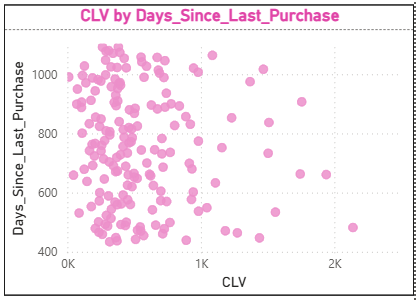 CLV by Days_Since_Last_Purchase
Days_Since_Last_Purchase
1000
800
600
400
0K 1K 2K
CLV